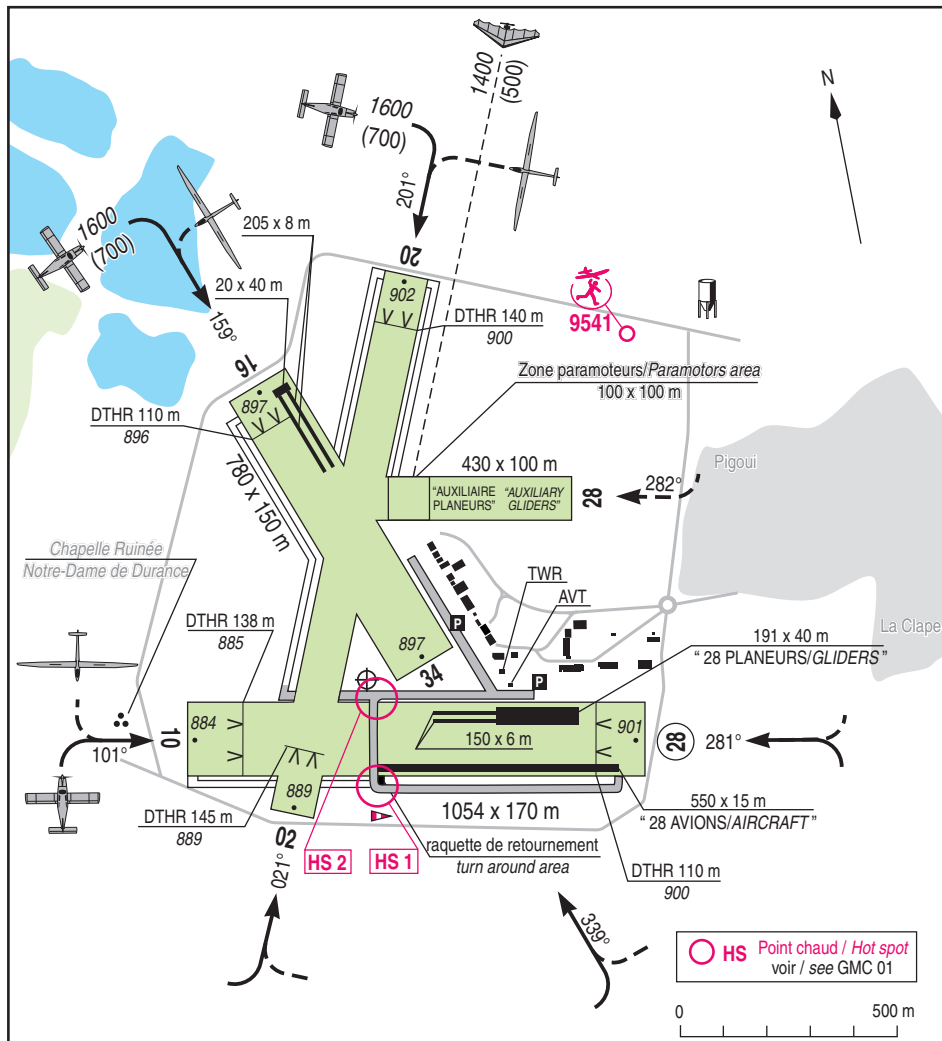 1400
(500)
1600
(700)
N
1600
(700)
201°
205 x 8 m
20 x 40 m
20
902
DTHR 140 m
900
9541
159°
16
897
DTHR 110 m
896
Zone paramoteurs/Paramotors area
100 x 100 m
780 x 150 m
430 x 100 m
"AUXILIAIRE
PLANEURS"
"AUXILIARY
GLIDERS"
28
282°
Pigoui
Chapelle Ruinée
Notre-Dame de Durance
TWR
AVT
P
P
La Clape
DTHR 138 m
885
897
34
191 x 40 m
" 28 PLANEURS/GLIDERS "
884
10
101°
150 x 6 m
901
28
281°
889
DTHR 145 m
889
02
021°
1054 x 170 m
550 x 15 m
" 28 AVIONS/AIRCRAFT "
HS 2
HS 1
raquette de retournement
turn around area
DTHR 110 m
900
339°
HS
Point chaud / Hot spot
voir / see GMC 01
0
500 m